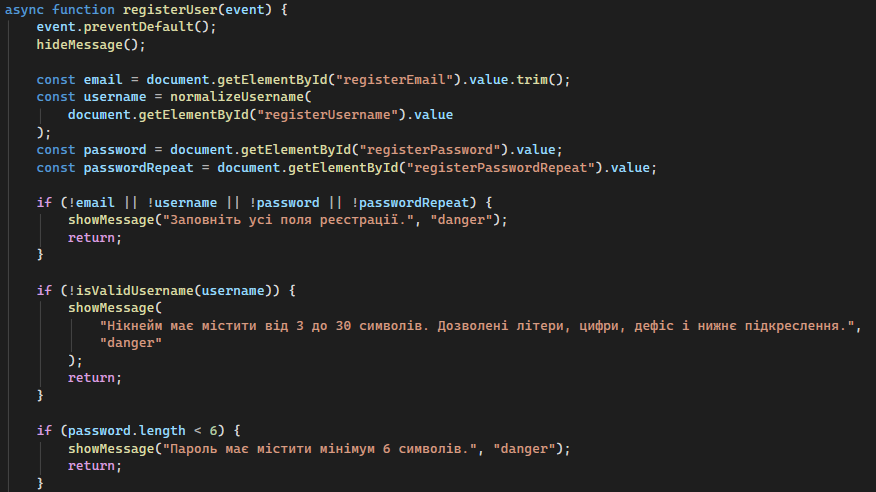 async function registerUser(event) {
    event.preventDefault();
    hideMessage();

    const email = document.getElementById("registerEmail").value.trim();
    const username = normalizeUsername(
        document.getElementById("registerUsername").value
    );
    const password = document.getElementById("registerPassword").value;
    const passwordRepeat = document.getElementById("registerPasswordRepeat").value;

    if (!email || !username || !password || !passwordRepeat) {
        showMessage("Заповніть усі поля реєстрації.", "danger");
        return;
    }

    if (!isValidUsername(username)) {
        showMessage(
            "Нікнейм має містити від 3 до 30 символів. Дозволені літери, цифри, дефіс і нижнє підкреслення.",
            "danger"
        );
        return;
    }

    if (password.length < 6) {
        showMessage("Пароль має містити мінімум 6 символів.", "danger");
        return;
    }